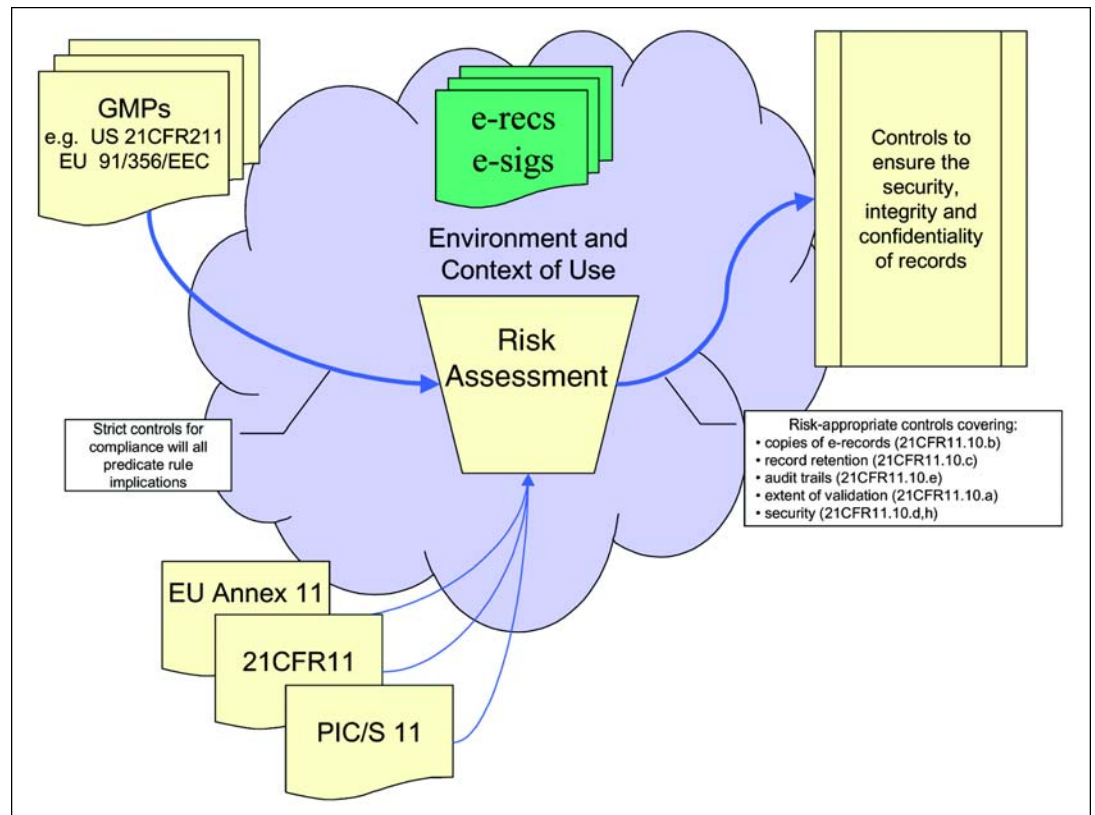 GMPs
e.g. US 21CFR211
EU 91/356/EEC
e-recs
e-sigs
Controls to
ensure the
security,
integrity and
confidentiality
of records
Environment and
Context of Use
Risk
Assessment
Strict controls for
compliance will all
predicate rule
implications
Risk-appropriate controls covering:
• copies of e-records (21CFR11.10.b)
• record retention (21CFR11.10.c)
• audit trails (21CFR11.10.e)
• extent of validation (21CFR11.10.a)
• security (21CFR11.10.d,h)
EU Annex 11
21CFR11
PIC/S 11